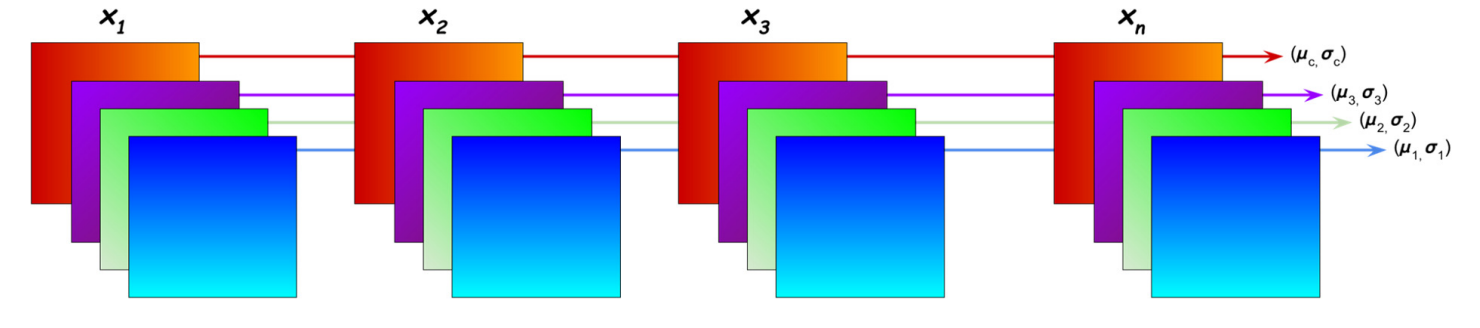 x₁ x₂ x₃ xₙ
(μc, σc)
(μ₃, σ₃)
(μ₂, σ₂)
(μ₁, σ₁)